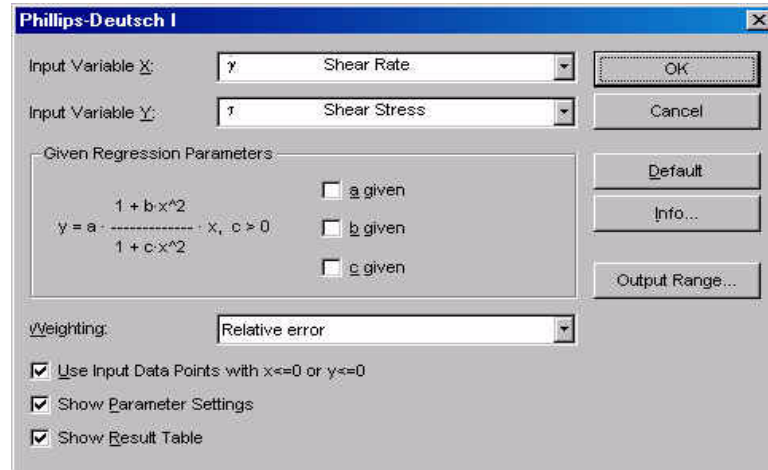 Phillips-Deutsch I
Input Variable X: γ̇ Shear Rate
OK
Input Variable Y: τ Shear Stress
Cancel
Given Regression Parameters
Default
a given
1 + b·x^2
Info...
y = a · ------------- · x, c > 0
b given
1 + c·x^2
c given
Output Range...
Weighting: Relative error
Use Input Data Points with x<=0 or y<=0
Show Parameter Settings
Show Result Table